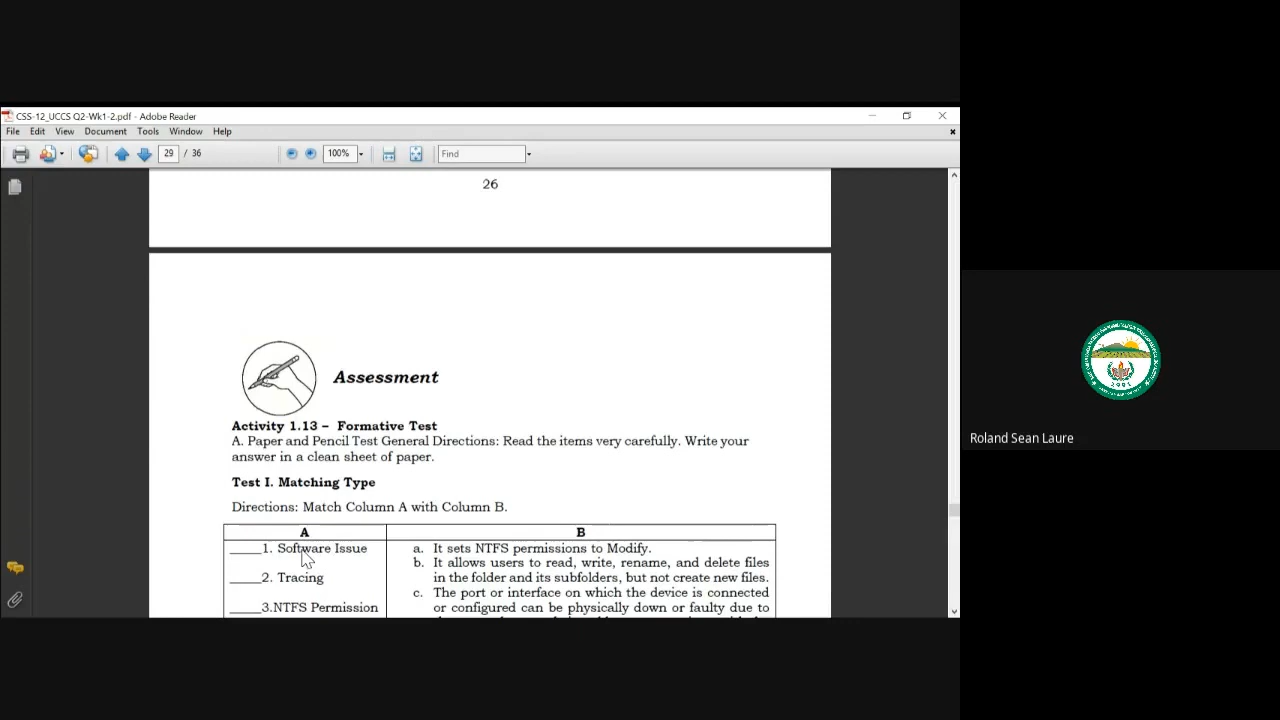 CSS-12_UCCS Q2-Wk1-2.pdf - Adobe Reader
File Edit View Document Tools Window Help
29 / 36 100% Find
26
Assessment
Activity 1.13 – Formative Test
A. Paper and Pencil Test General Directions: Read the items very carefully. Write your
answer in a clean sheet of paper.
Test I. Matching Type
Directions: Match Column A with Column B.
A B
_____1. Software Issue
_____2. Tracing
_____3.NTFS Permission
a. It sets NTFS permissions to Modify.
b. It allows users to read, write, rename, and delete files
in the folder and its subfolders, but not create new files.
c. The port or interface on which the device is connected
or configured can be physically down or faulty due to
Roland Sean Laure
2001